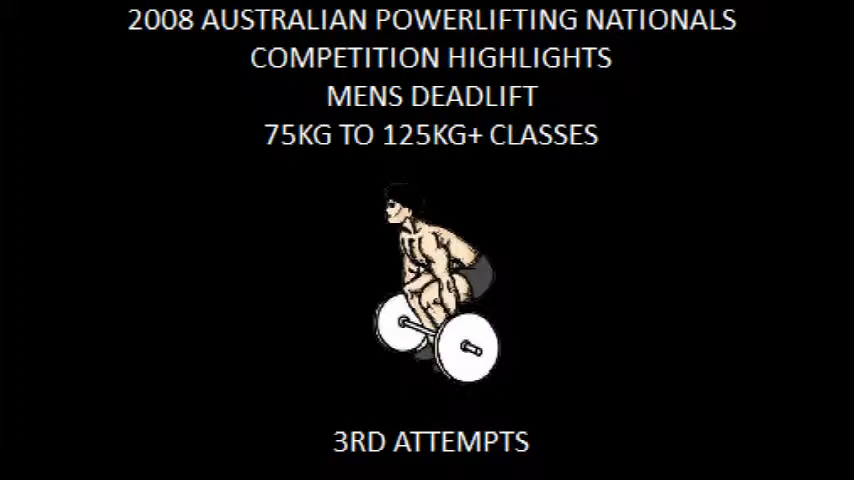 2008 AUSTRALIAN POWERLIFTING NATIONALS
COMPETITION HIGHLIGHTS
MENS DEADLIFT
75KG TO 125KG+ CLASSES
3RD ATTEMPTS